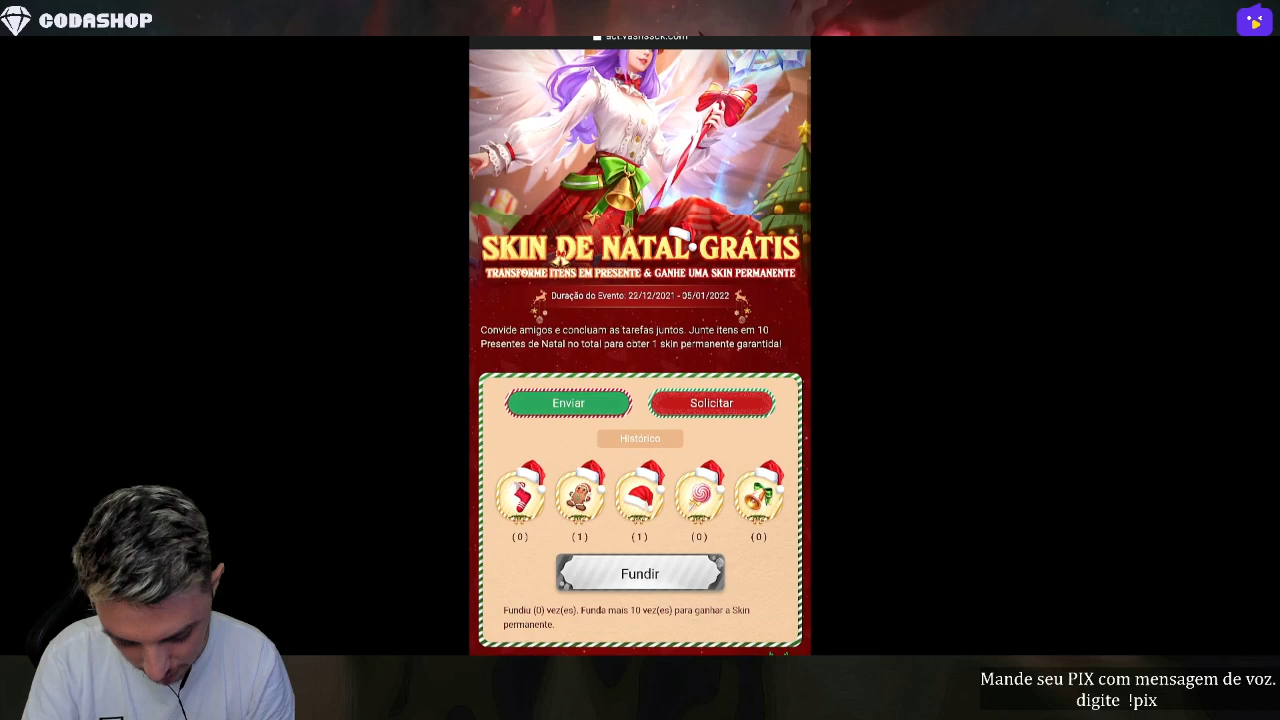 CODASHOP
act.vasnssck.com
SKIN DE NATAL GRÁTIS
TRANSFORME ITENS EM PRESENTE & GANHE UMA SKIN PERMANENTE
Duração do Evento: 22/12/2021 - 05/01/2022
Convide amigos e concluam as tarefas juntos. Junte itens em 10
Presentes de Natal no total para obter 1 skin permanente garantida!
Enviar Solicitar
Histórico
(0) (1) (1) (0) (0)
Fundir
Fundiu (0) vez(es). Funda mais 10 vez(es) para ganhar a Skin
permanente.
Mande seu PIX com mensagem de voz.
digite !pix